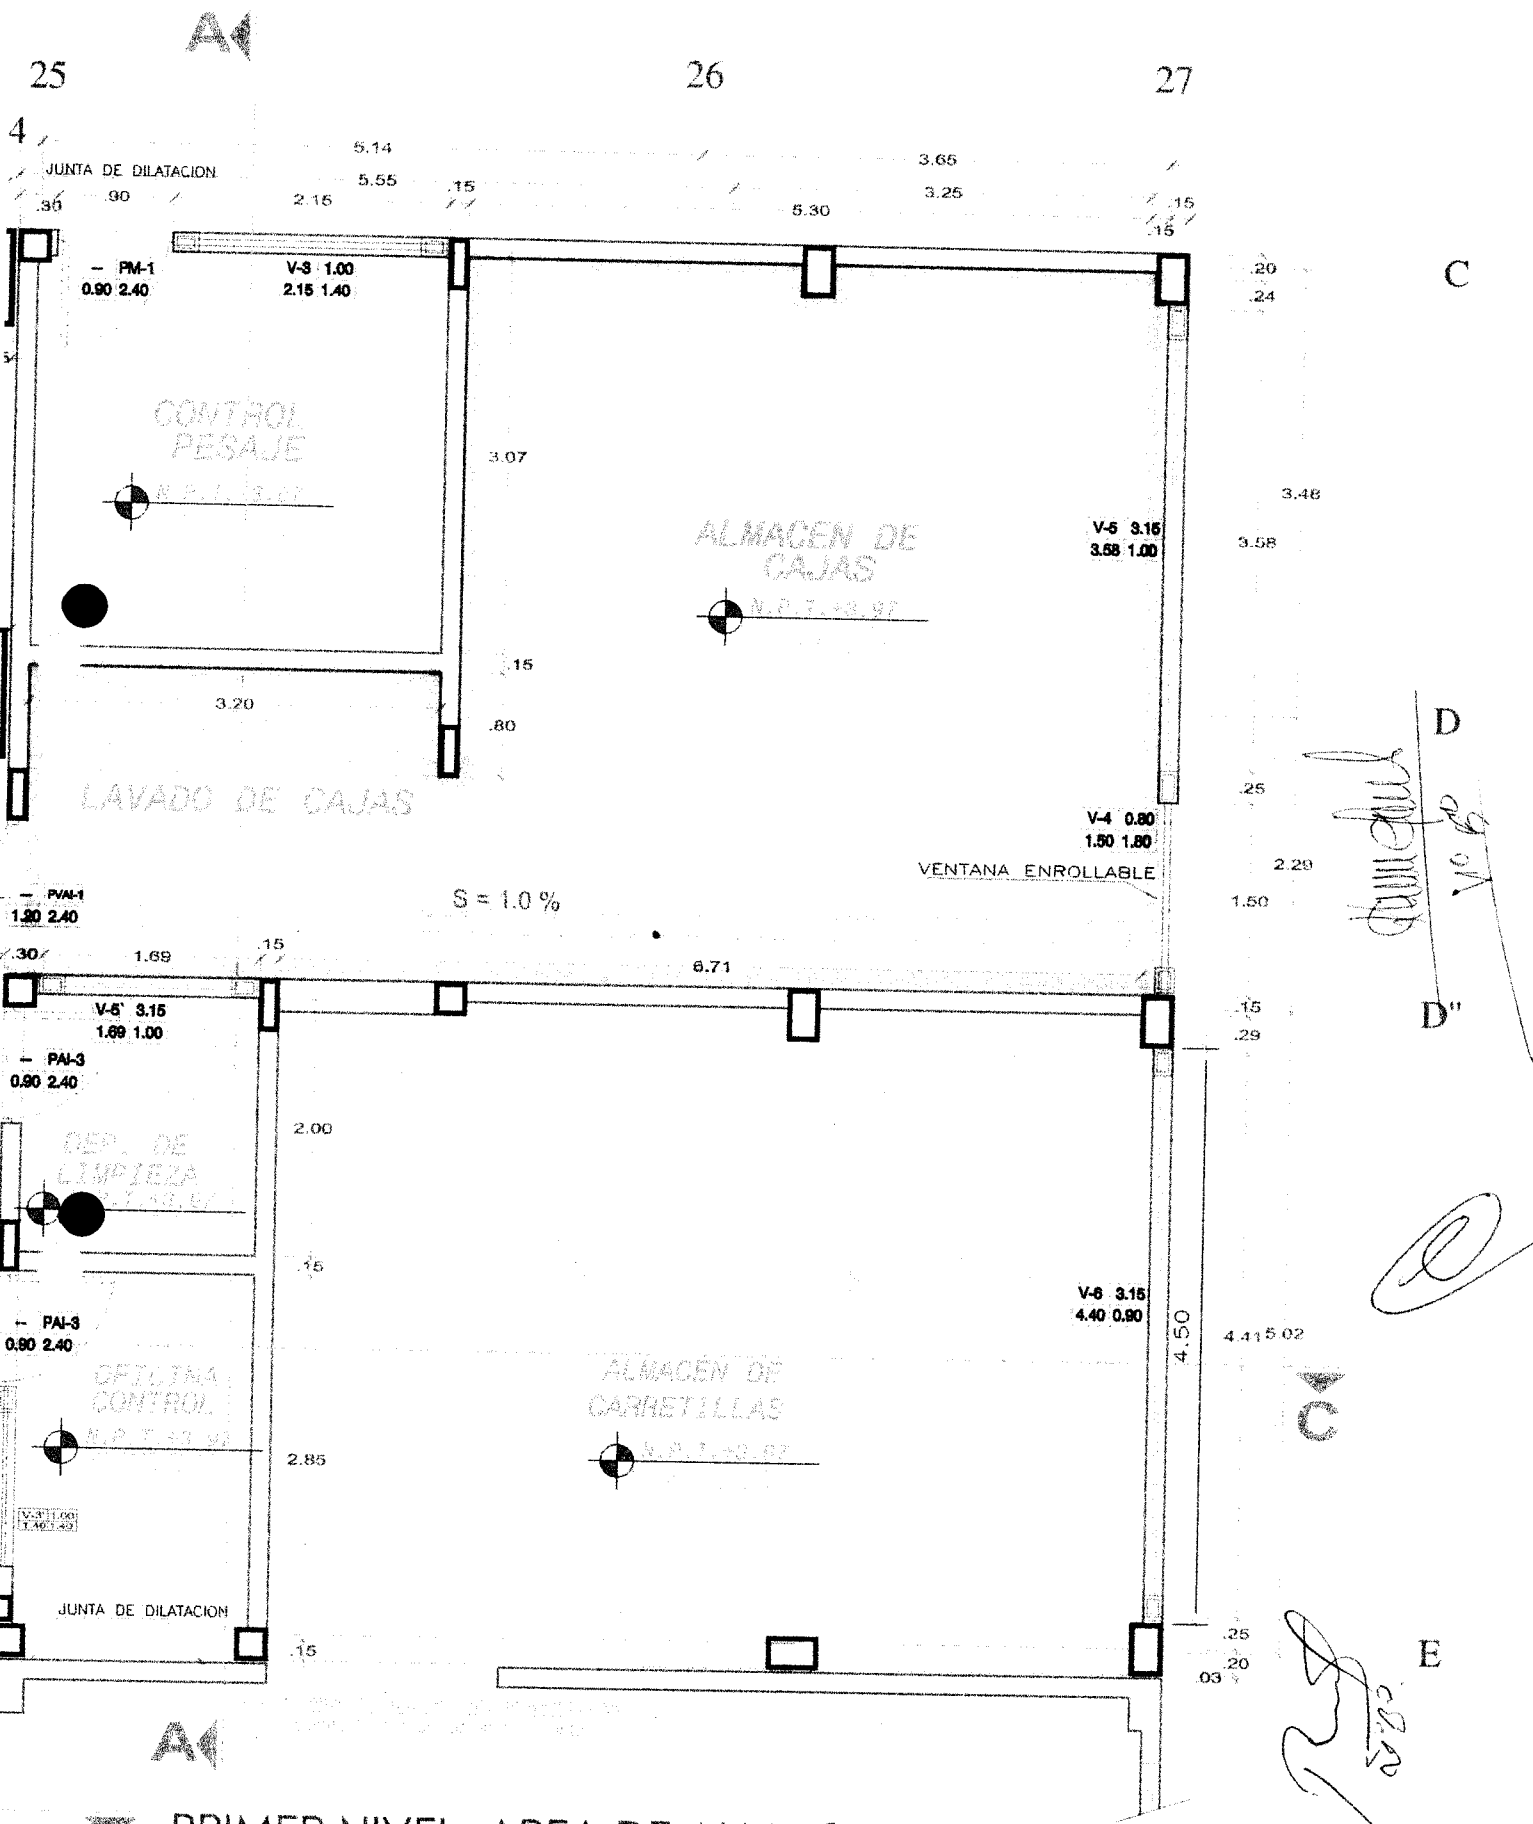 A
25 26 27
4
5.14 3.65
JUNTA DE DILATACION
5.55 .15 3.25 .15
.30 .90 2.15 5.30 .15
– PM-1
0.90 2.40
V-3 1.00
2.15 1.40
.20
.24
C
CONTROL
PESAJE
3.07
3.48
3.58
V-5 3.15
3.58 1.00
ALMACEN DE
CAJAS
N.P.T.+3.97
.15
3.20
.80
D
LAVADO DE CAJAS
.25
V-4 0.80
1.50 1.80
VENTANA ENROLLABLE
2.29
1.50
– PVAI-1
1.20 2.40
S = 1.0 %
.30 1.69 .15 6.71
V-5' 3.15
1.69 1.00
.15
.29
D"
– PAI-3
0.90 2.40
2.00
DEP. DE
LIMPIEZA
.15
V-6 3.15
4.40 0.90
4.50
4.41 5.02
– PAI-3
0.90 2.40
OFICINA
CONTROL
ALMACÉN DE
CARRETILLAS
C
2.85
JUNTA DE DILATACION
.15
.25
.20
.03
E
A
PRIMER NIVEL